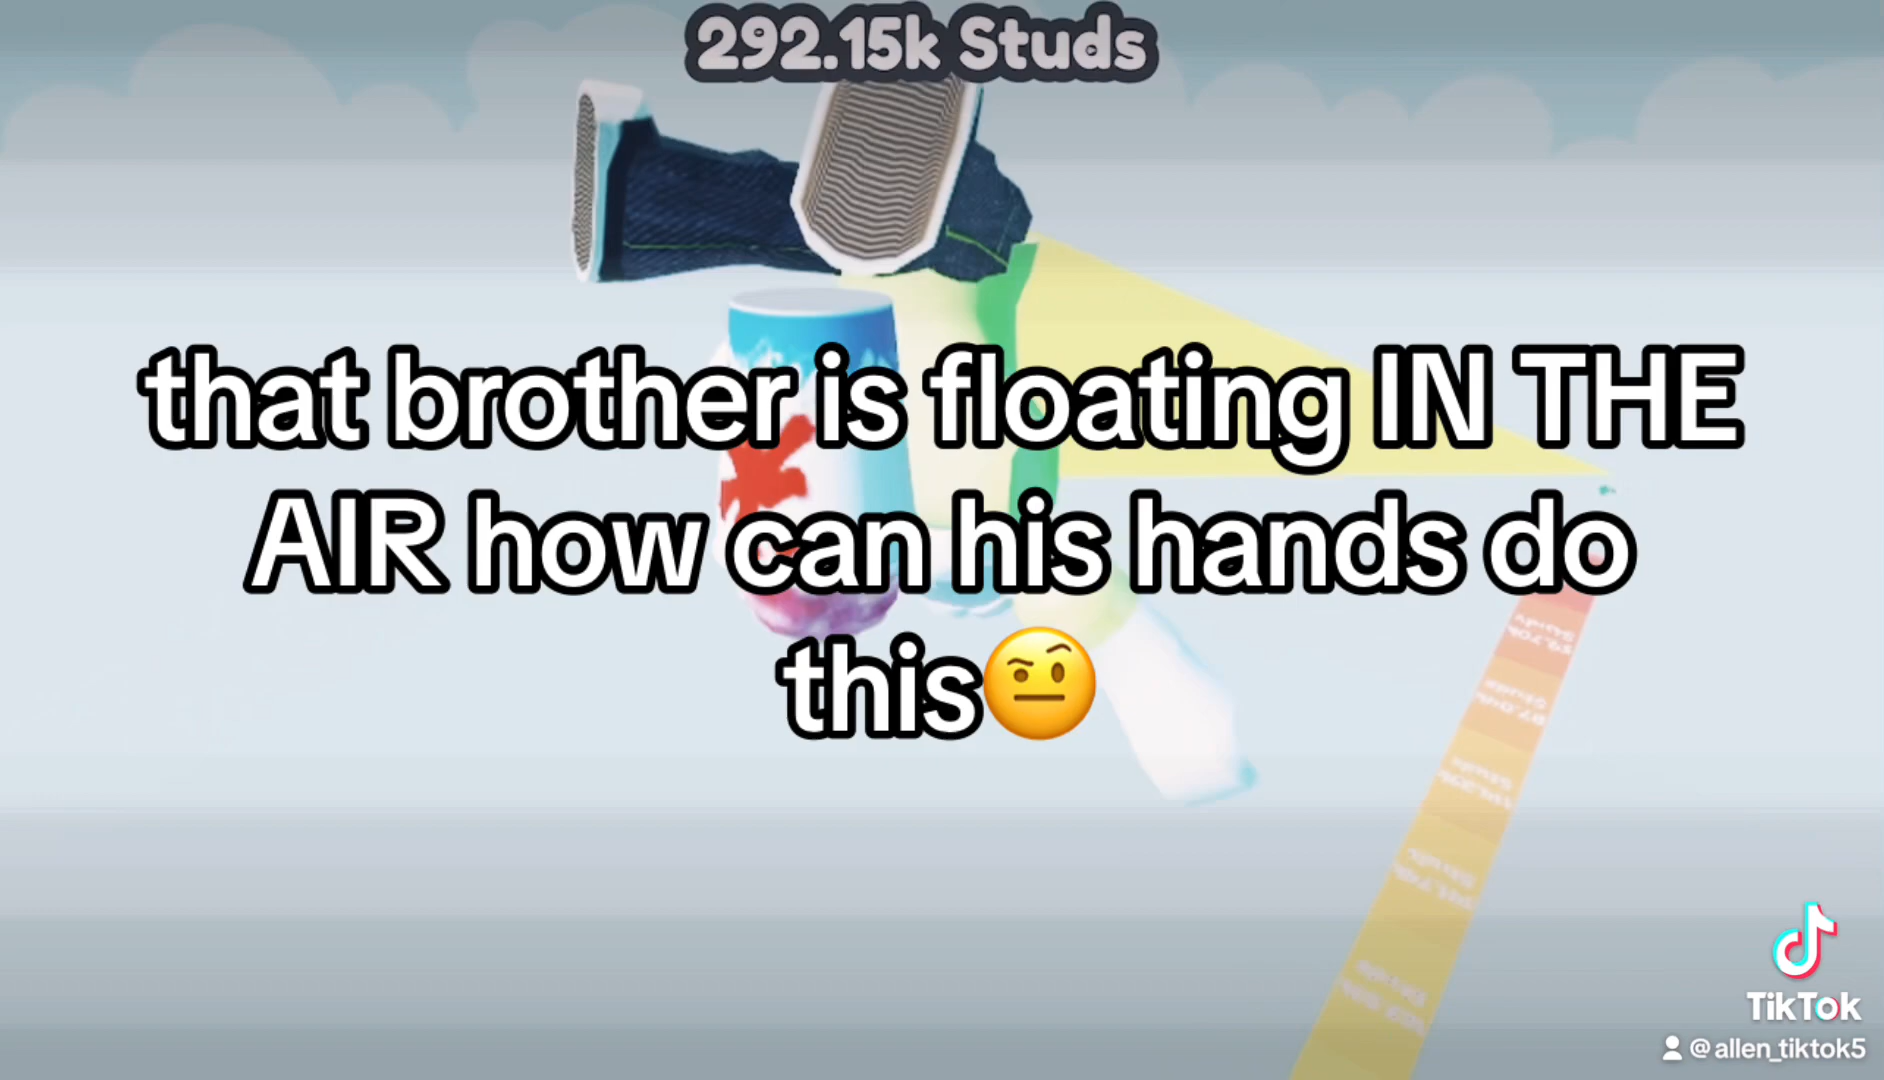 292.15k Studs
that brother is floating IN THE
AIR how can his hands do
this🤨
TikTok
@allen_tiktok5